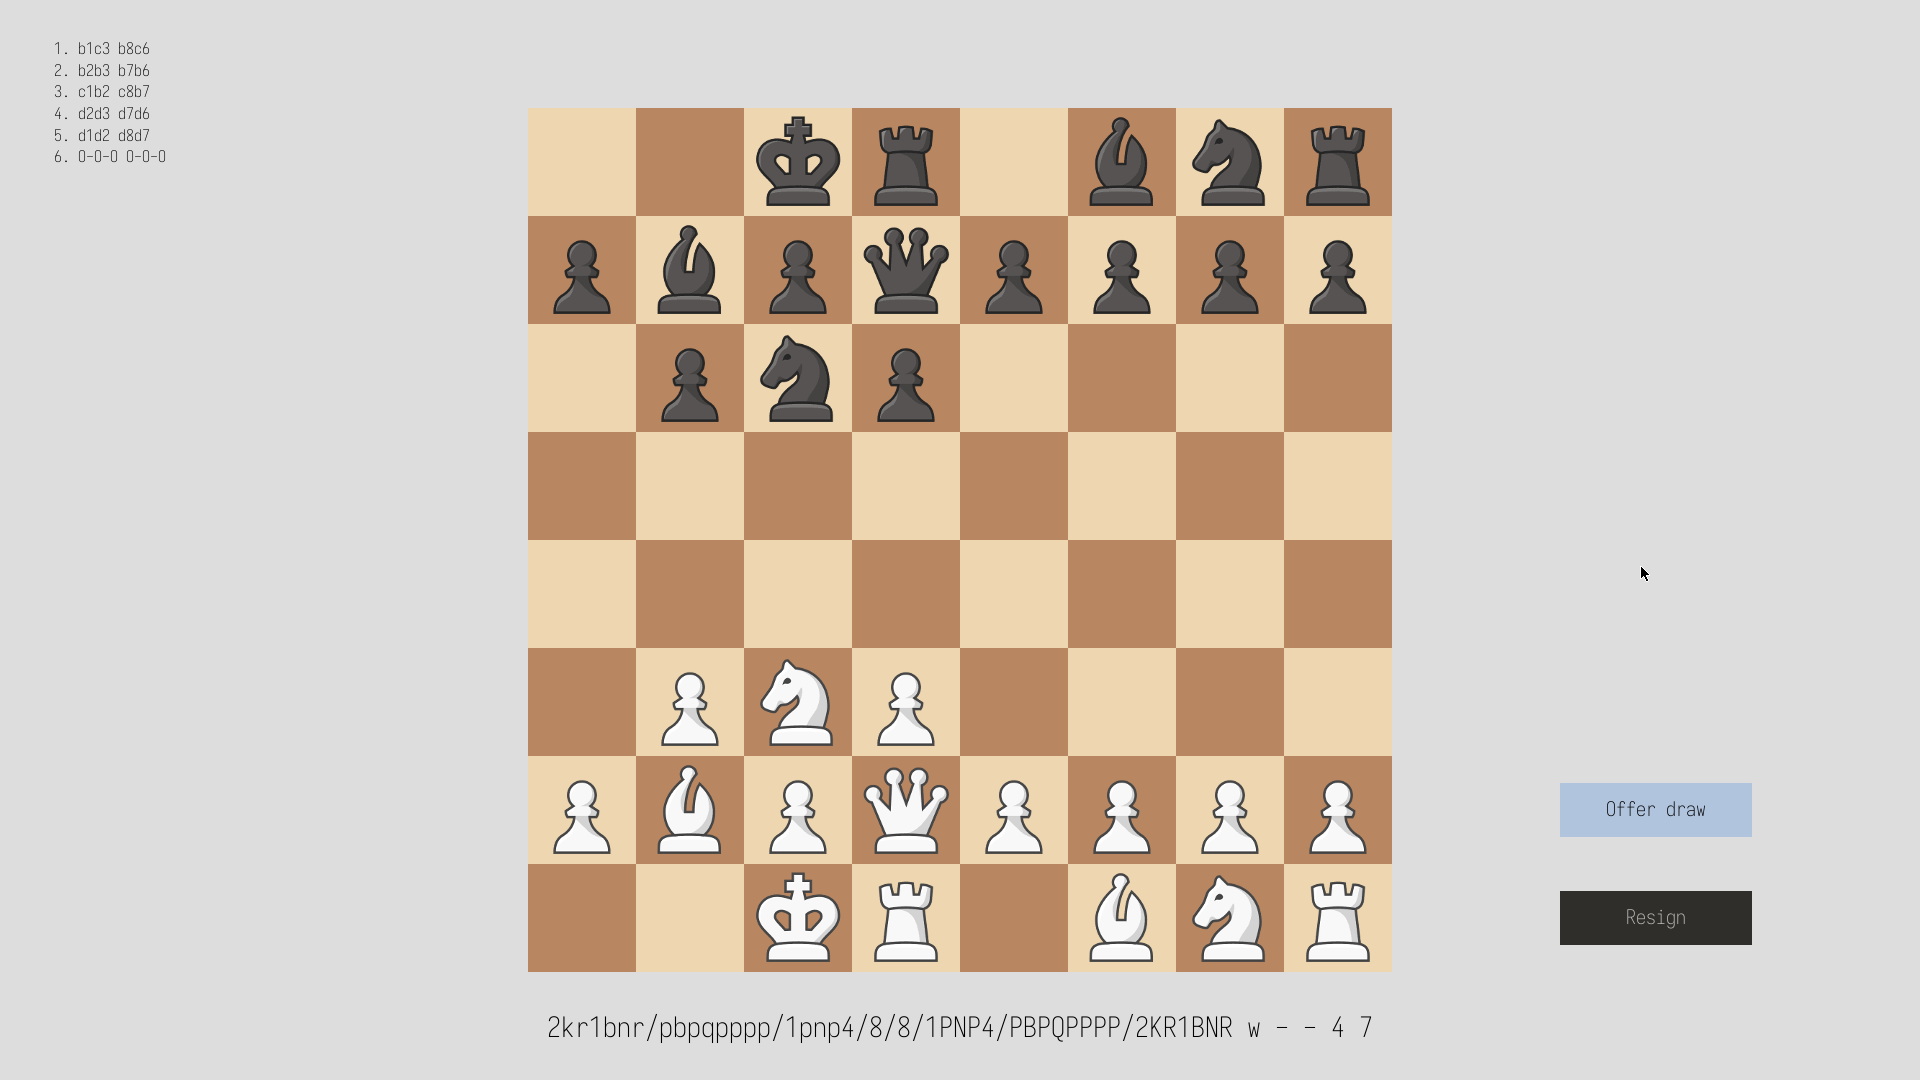 1. b1c3 b8c6
2. b2b3 b7b6
3. c1b2 c8b7
4. d2d3 d7d6
5. d1d2 d8d7
6. O-O-O O-O-O
Offer draw
Resign
2kr1bnr/pbpqpppp/1pnp4/8/8/1PNP4/PBPQPPPP/2KR1BNR w - - 4 7